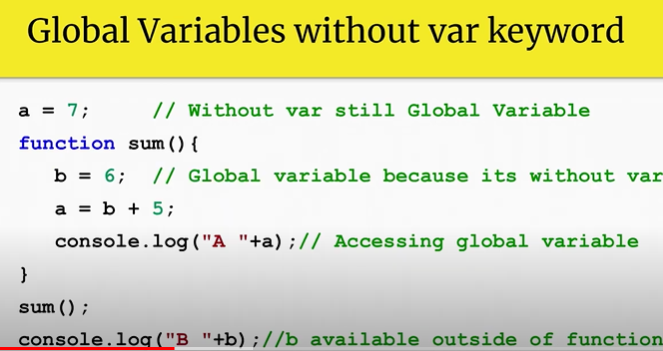 Global Variables without var keyword
a = 7; // Without var still Global Variable
function sum(){
b = 6; // Global variable because its without var
a = b + 5;
console.log("A "+a);// Accessing global variable
}
sum();
console.log("B "+b);//b available outside of function